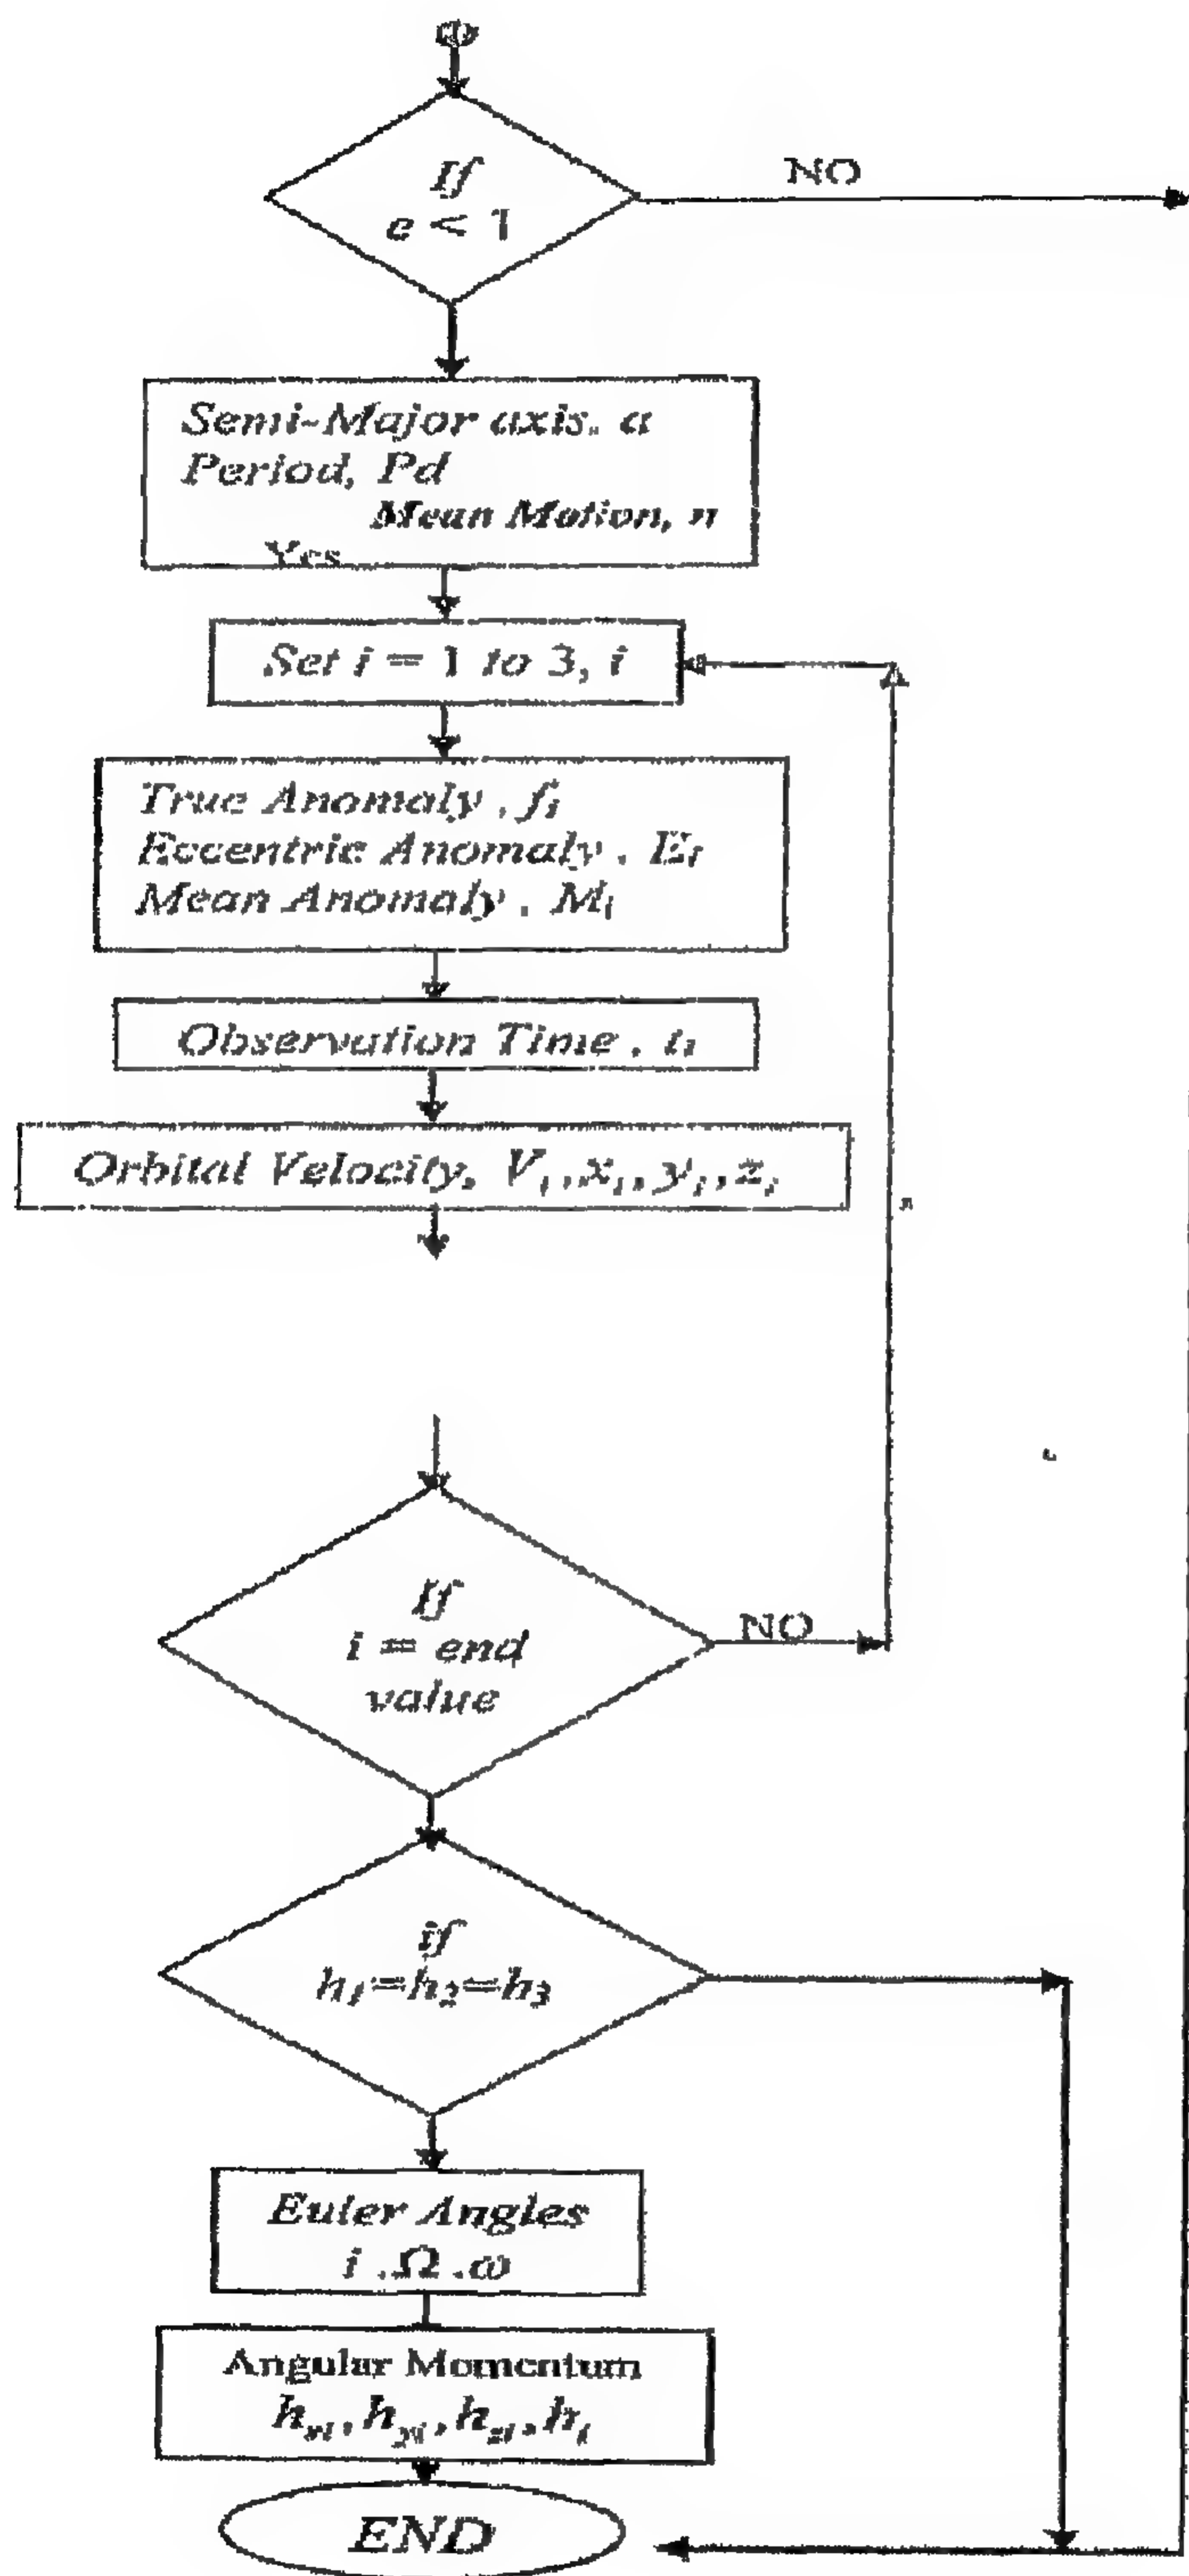 If
e < 1
NO
Semi-Major axis, a
Period, Pd
Mean Motion, n
Yes
Set i = 1 to 3, i
True Anomaly , fᵢ
Eccentric Anomaly , Eᵢ
Mean Anomaly , Mᵢ
Observation Time , tᵢ
Orbital Velocity, Vᵢ, xᵢ, yᵢ, zᵢ
If
i = end
value
NO
if
h₁=h₂=h₃
Euler Angles
i , Ω , ω
Angular Momentum
hₓᵢ, h_yi, h_zi, hᵢ
END